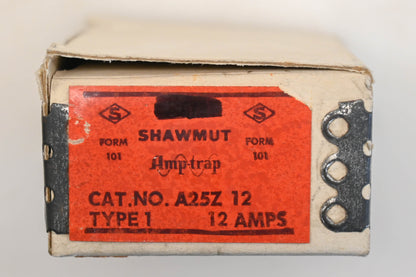 S S
SHAWMUT
FORM 101 FORM 101
Amp-trap
CAT.NO. A25Z 12
TYPE 1 12 AMPS